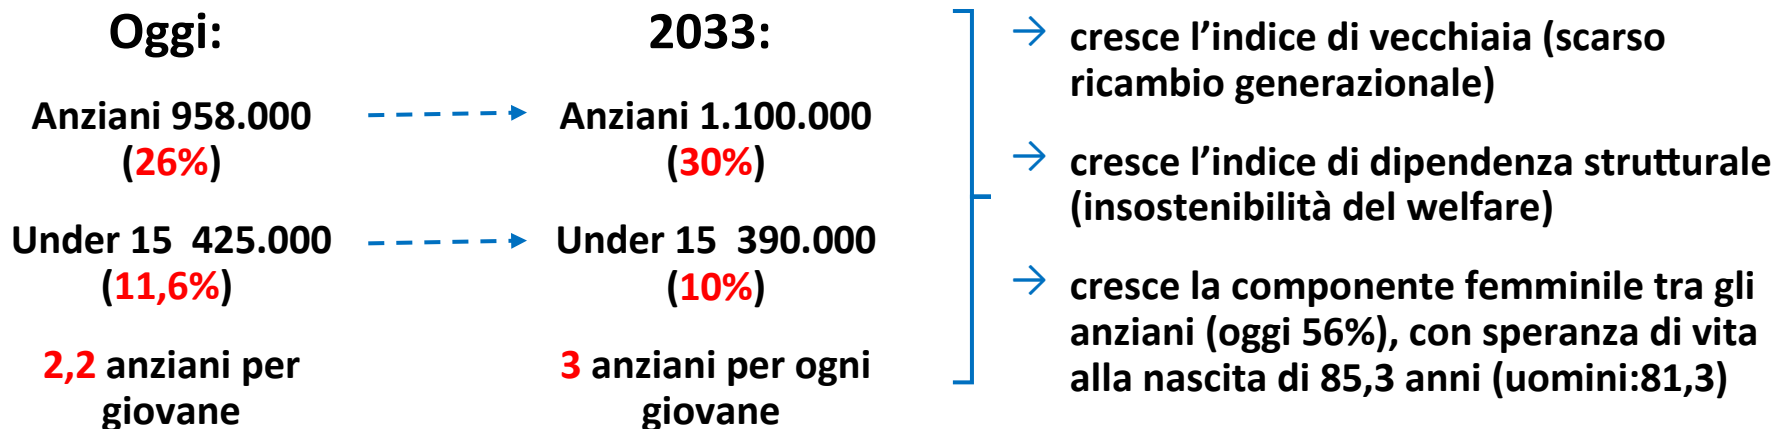 Oggi:
Anziani 958.000
(26%)
Under 15  425.000
(11,6%)
2,2 anziani per
giovane
2033:
Anziani 1.100.000
(30%)
Under 15  390.000
(10%)
3 anziani per ogni
giovane
→ cresce l’indice di vecchiaia (scarso
ricambio generazionale)
→ cresce l’indice di dipendenza strutturale
(insostenibilità del welfare)
→ cresce la componente femminile tra gli
anziani (oggi 56%), con speranza di vita
alla nascita di 85,3 anni (uomini:81,3)